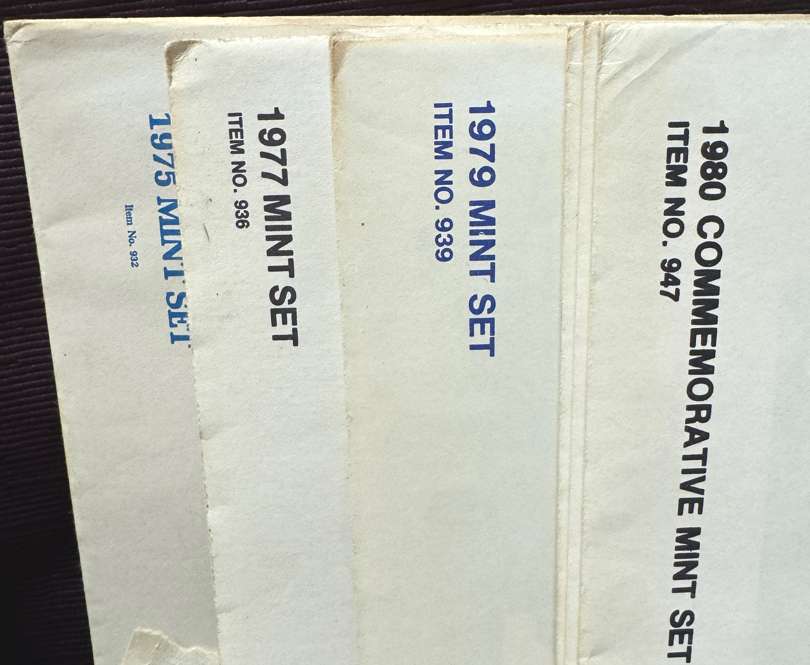 1975 MINT SET
Item No. 932
1977 MINT SET
ITEM NO. 936
1979 MINT SET
ITEM NO. 939
1980 COMMEMORATIVE MINT SET
ITEM NO. 947